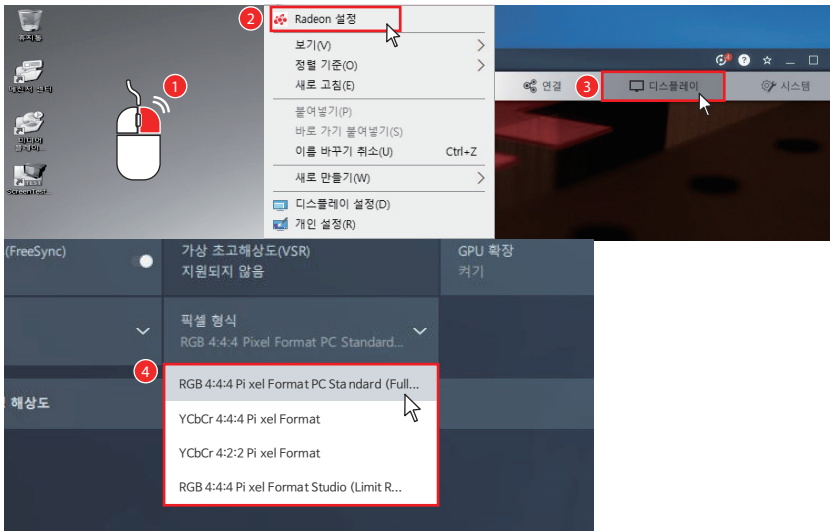 휴지통
1
2
Radeon 설정
보기(V)
정렬 기준(O)
새로 고침(E)
붙여넣기(P)
바로 가기 붙여넣기(S)
이름 바꾸기 취소(U) Ctrl+Z
새로 만들기(W)
디스플레이 설정(D)
개인 설정(R)
연결
3
디스플레이
시스템
(FreeSync)
가상 초고해상도(VSR)
지원되지 않음
GPU 확장
켜기
픽셀 형식
RGB 4:4:4 Pixel Format PC Standard...
4
RGB 4:4:4 Pi xel Format PC Sta ndard (Full...
YCbCr 4:4:4 Pi xel Format
YCbCr 4:2:2 Pi xel Format
RGB 4:4:4 Pi xel Format Studio (Limit R...
해상도